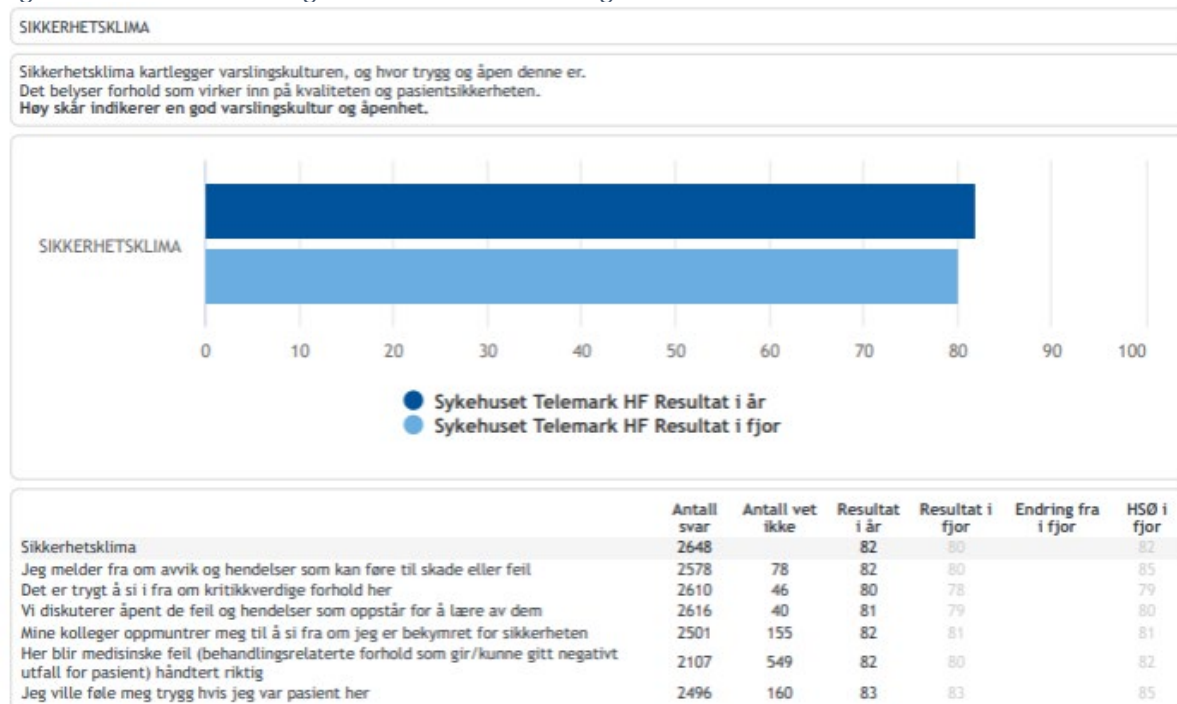 SIKKERHETSKLIMA
Sikkerhetsklima kartlegger varslingskulturen, og hvor trygg og åpen denne er.
Det belyser forhold som virker inn på kvaliteten og pasientsikkerheten.
Høy skår indikerer en god varslingskultur og åpenhet.
SIKKERHETSKLIMA
0 10 20 30 40 50 60 70 80 90 100
Sykehuset Telemark HF Resultat i år
Sykehuset Telemark HF Resultat i fjor
Antall svar Antall vet ikke Resultat i år Resultat i fjor Endring fra i fjor HSØ i fjor
Sikkerhetsklima 2648 82 80 82
Jeg melder fra om avvik og hendelser som kan føre til skade eller feil 2578 78 82 80 85
Det er trygt å si i fra om kritikkverdige forhold her 2610 46 80 78 79
Vi diskuterer åpent de feil og hendelser som oppstår for å lære av dem 2616 40 81 79 80
Mine kolleger oppmuntrer meg til å si fra om jeg er bekymret for sikkerheten 2501 155 82 81 81
Her blir medisinske feil (behandlingsrelaterte forhold som gir/kunne gitt negativt
utfall for pasient) håndtert riktig 2107 549 82 80 82
Jeg ville føle meg trygg hvis jeg var pasient her 2496 160 83 83 85